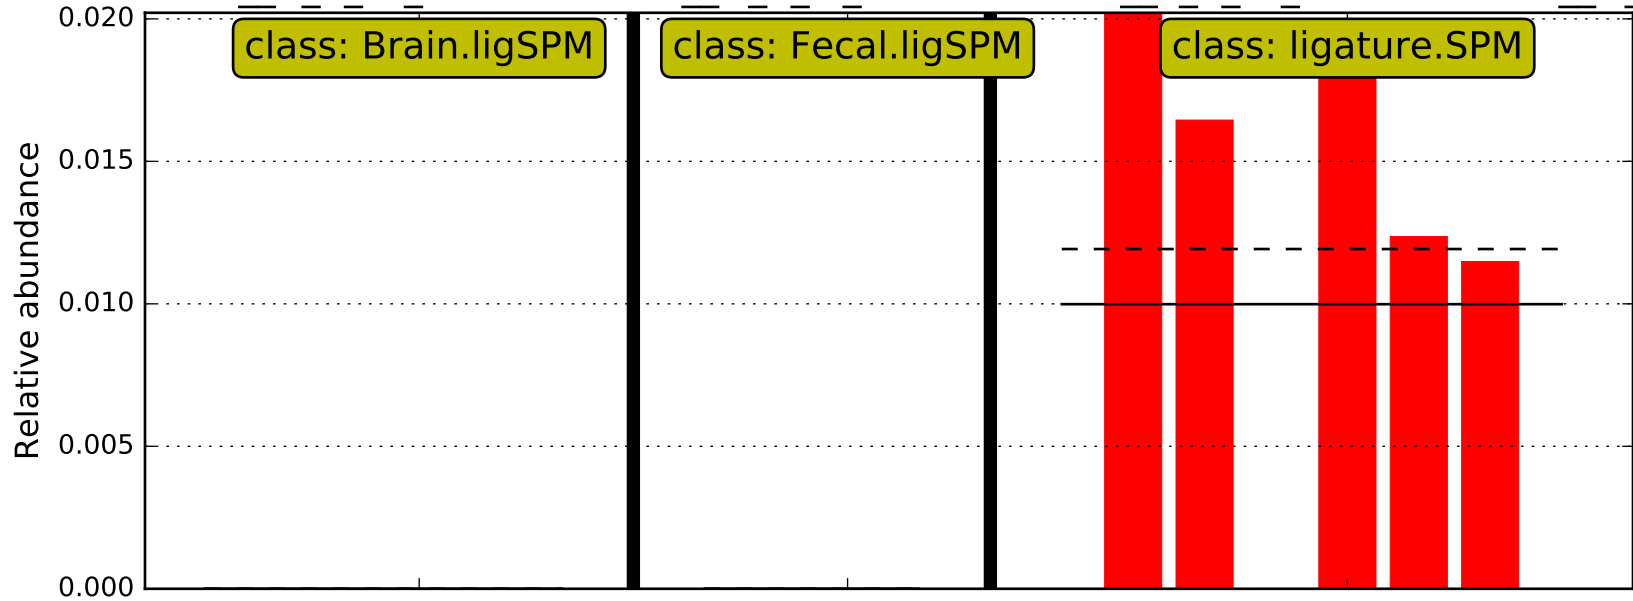 0.020
class: Brain.ligSPM
class: Fecal.ligSPM
class: ligature.SPM
0.015
0.010
0.005
0.000
Relative abundance